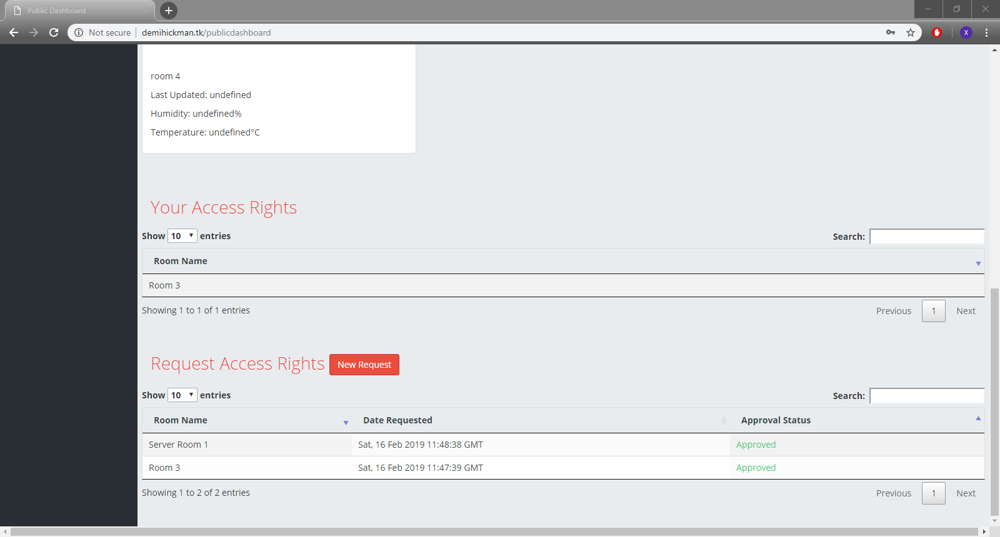 Public Dashboard
Not secure demihickman.tk/publicdashboard X
room 4
Last Updated: undefined
Humidity: undefined%
Temperature: undefined°C
Your Access Rights
Show 10 entries Search:
Room Name
Room 3
Showing 1 to 1 of 1 entries Previous 1 Next
Request Access Rights New Request
Show 10 entries Search:
Room Name Date Requested Approval Status
Server Room 1 Sat, 16 Feb 2019 11:48:38 GMT Approved
Room 3 Sat, 16 Feb 2019 11:47:39 GMT Approved
Showing 1 to 2 of 2 entries Previous 1 Next